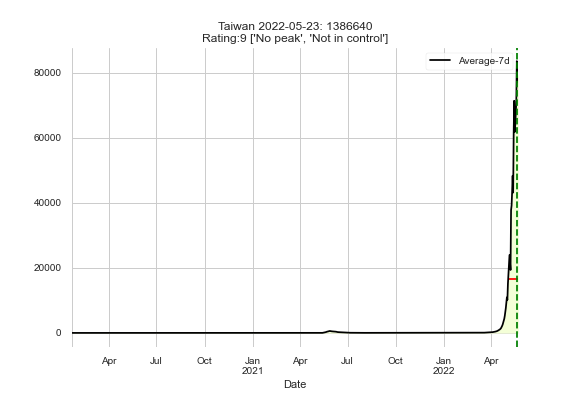 Taiwan 2022-05-23: 1386640
Rating:9 ['No peak', 'Not in control']
Average-7d
80000
60000
40000
20000
0
Apr Jul Oct Jan Apr Jul Oct Jan Apr
2021 2022
Date